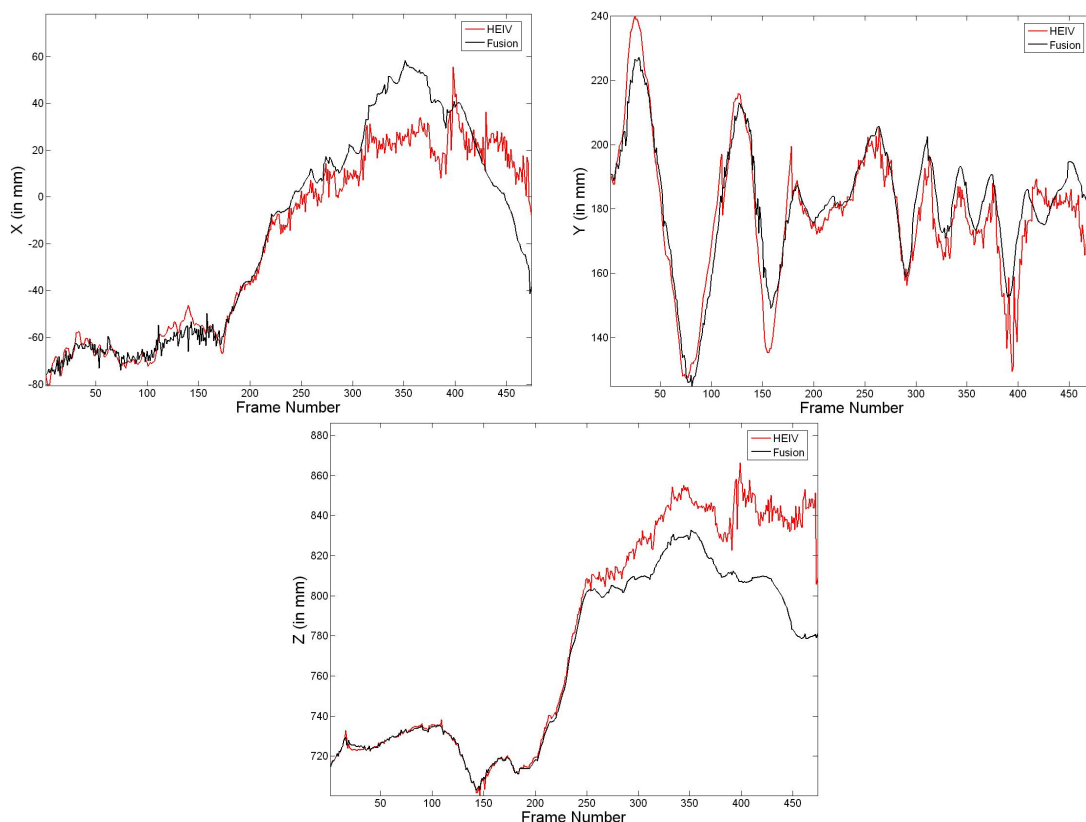 HEIV
Fusion
60
40
20
0
-20
-40
-60
-80
X (in mm)
50 100 150 200 250 300 350 400 450
Frame Number
240
HEIV
Fusion
220
200
180
160
140
Y (in mm)
50 100 150 200 250 300 350 400 450
Frame Number
880
HEIV
Fusion
860
840
820
800
780
760
740
720
Z (in mm)
50 100 150 200 250 300 350 400 450
Frame Number